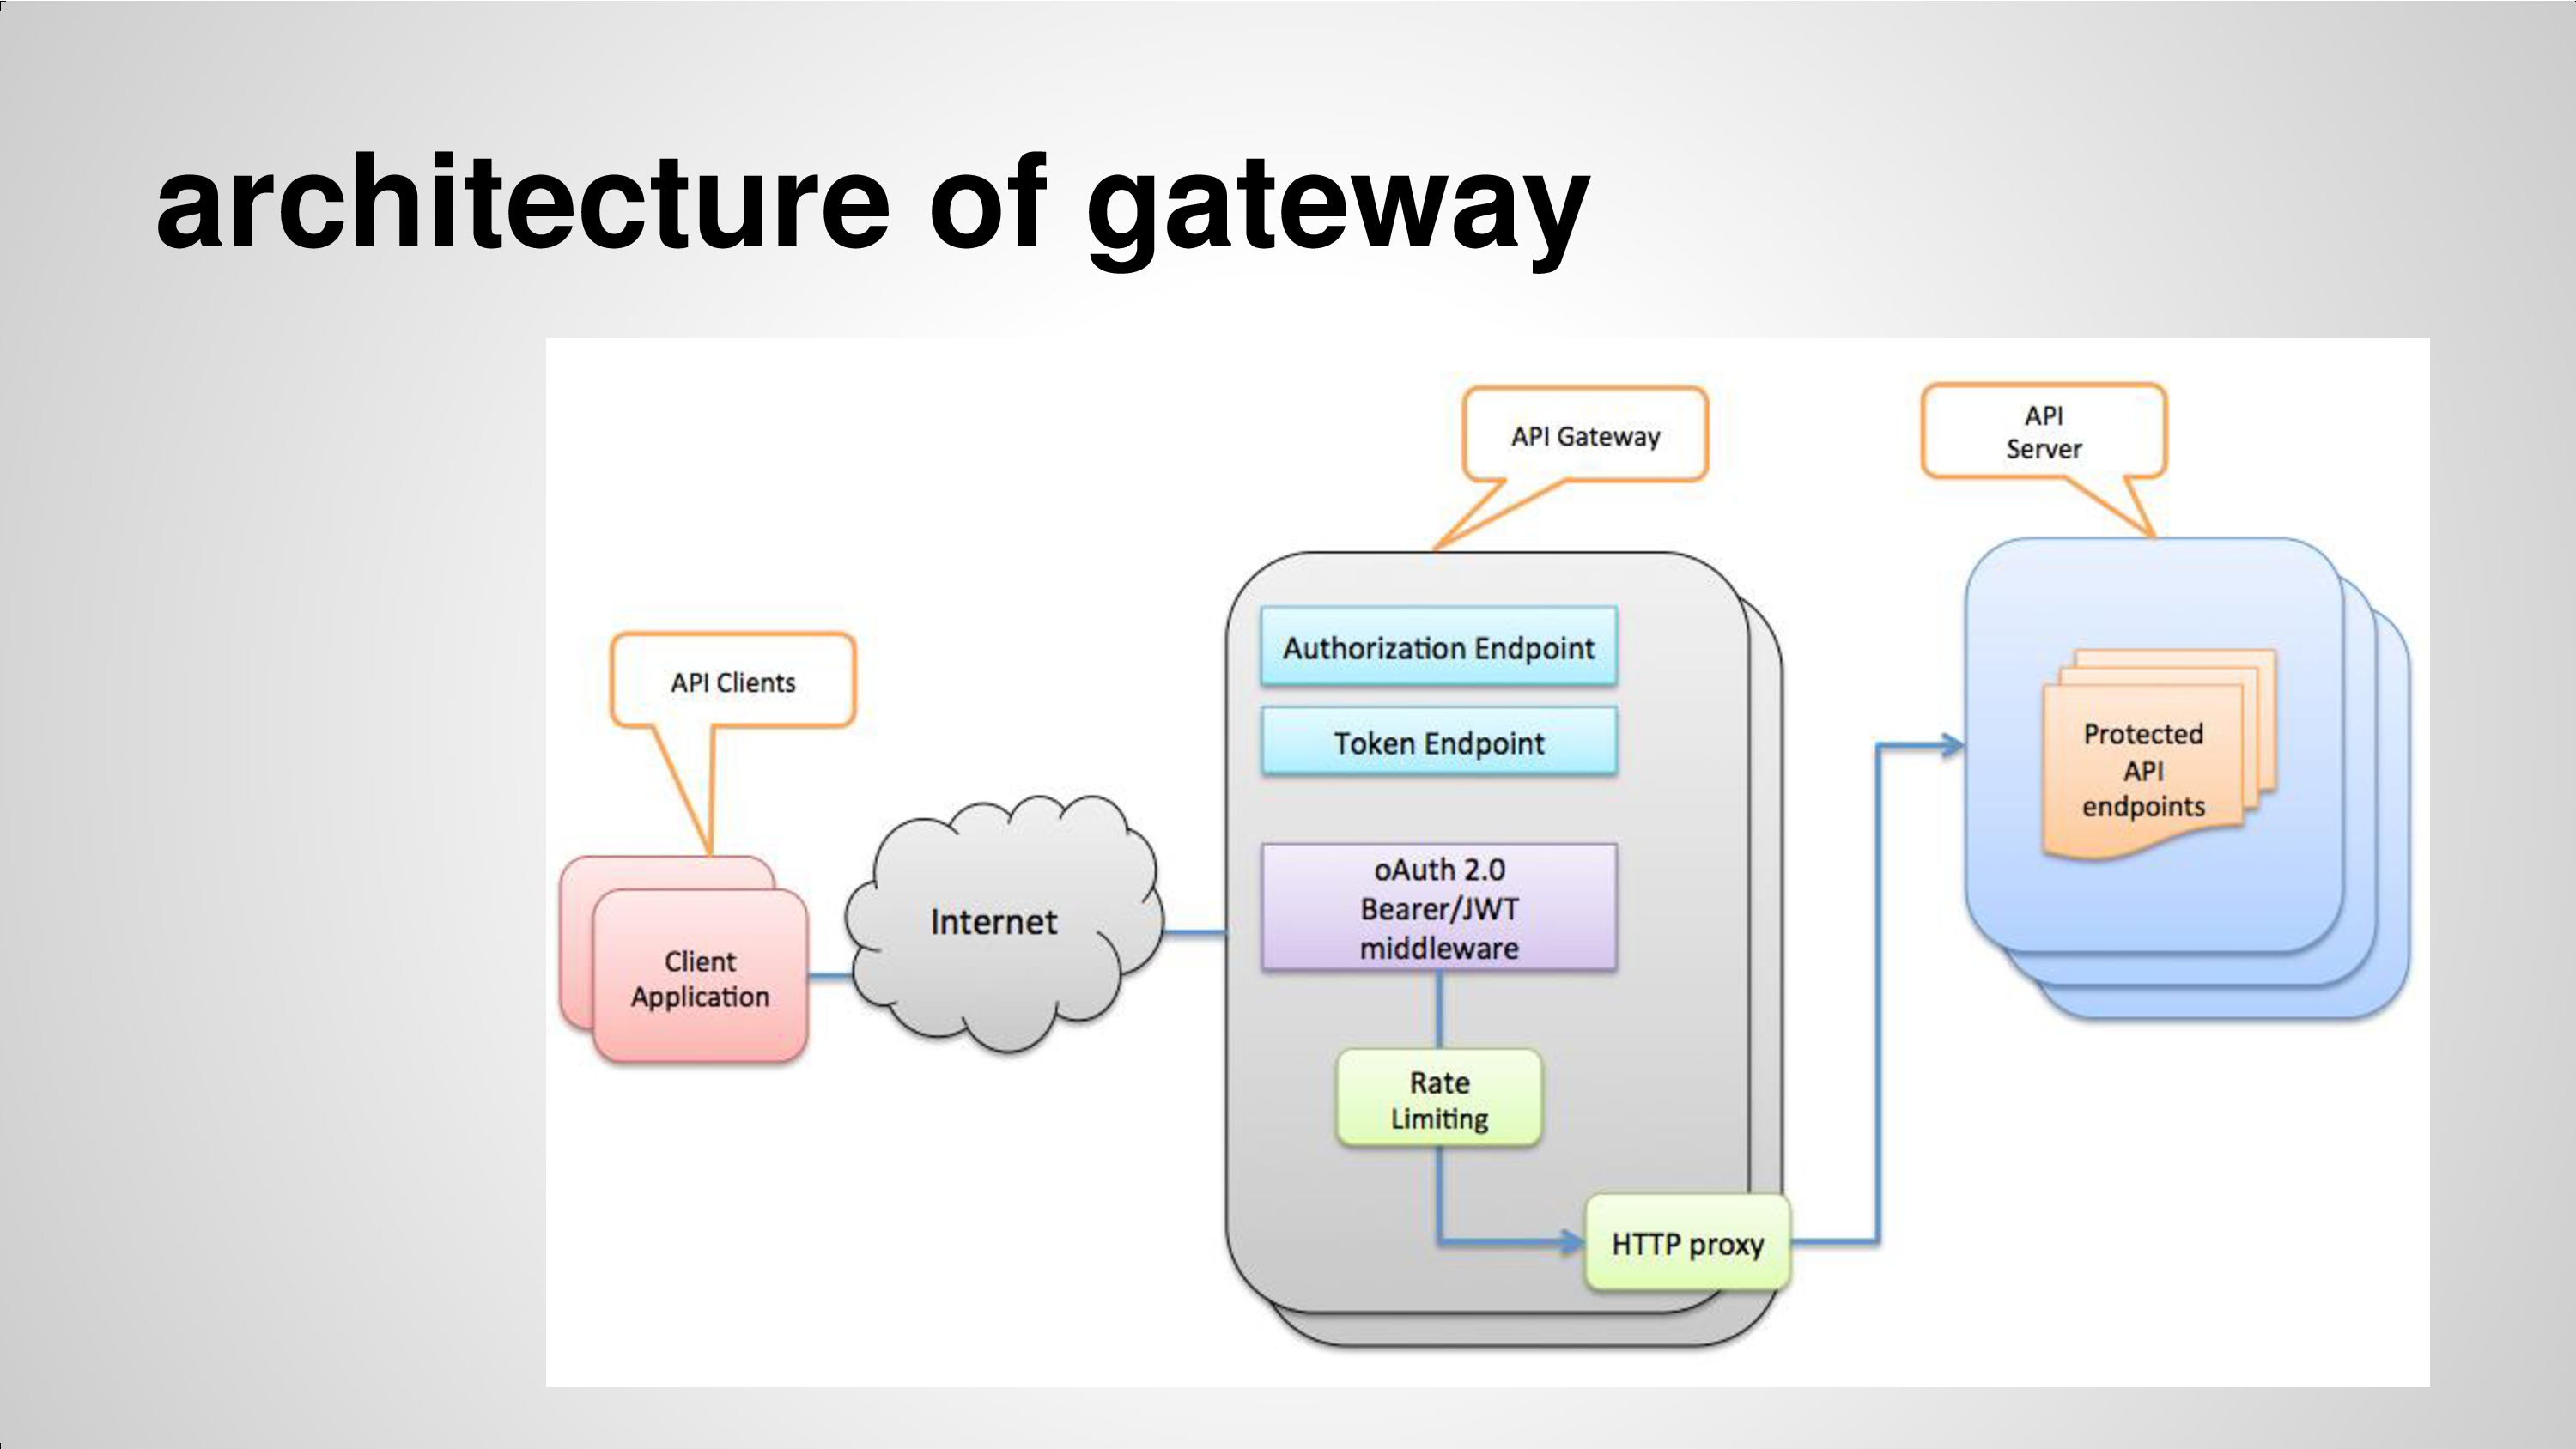 architecture of gateway
API Gateway
API
Server
API Clients
Authorization Endpoint
Token Endpoint
Protected
API
endpoints
oAuth 2.0
Bearer/JWT
middleware
Internet
Client
Application
Rate
Limiting
HTTP proxy